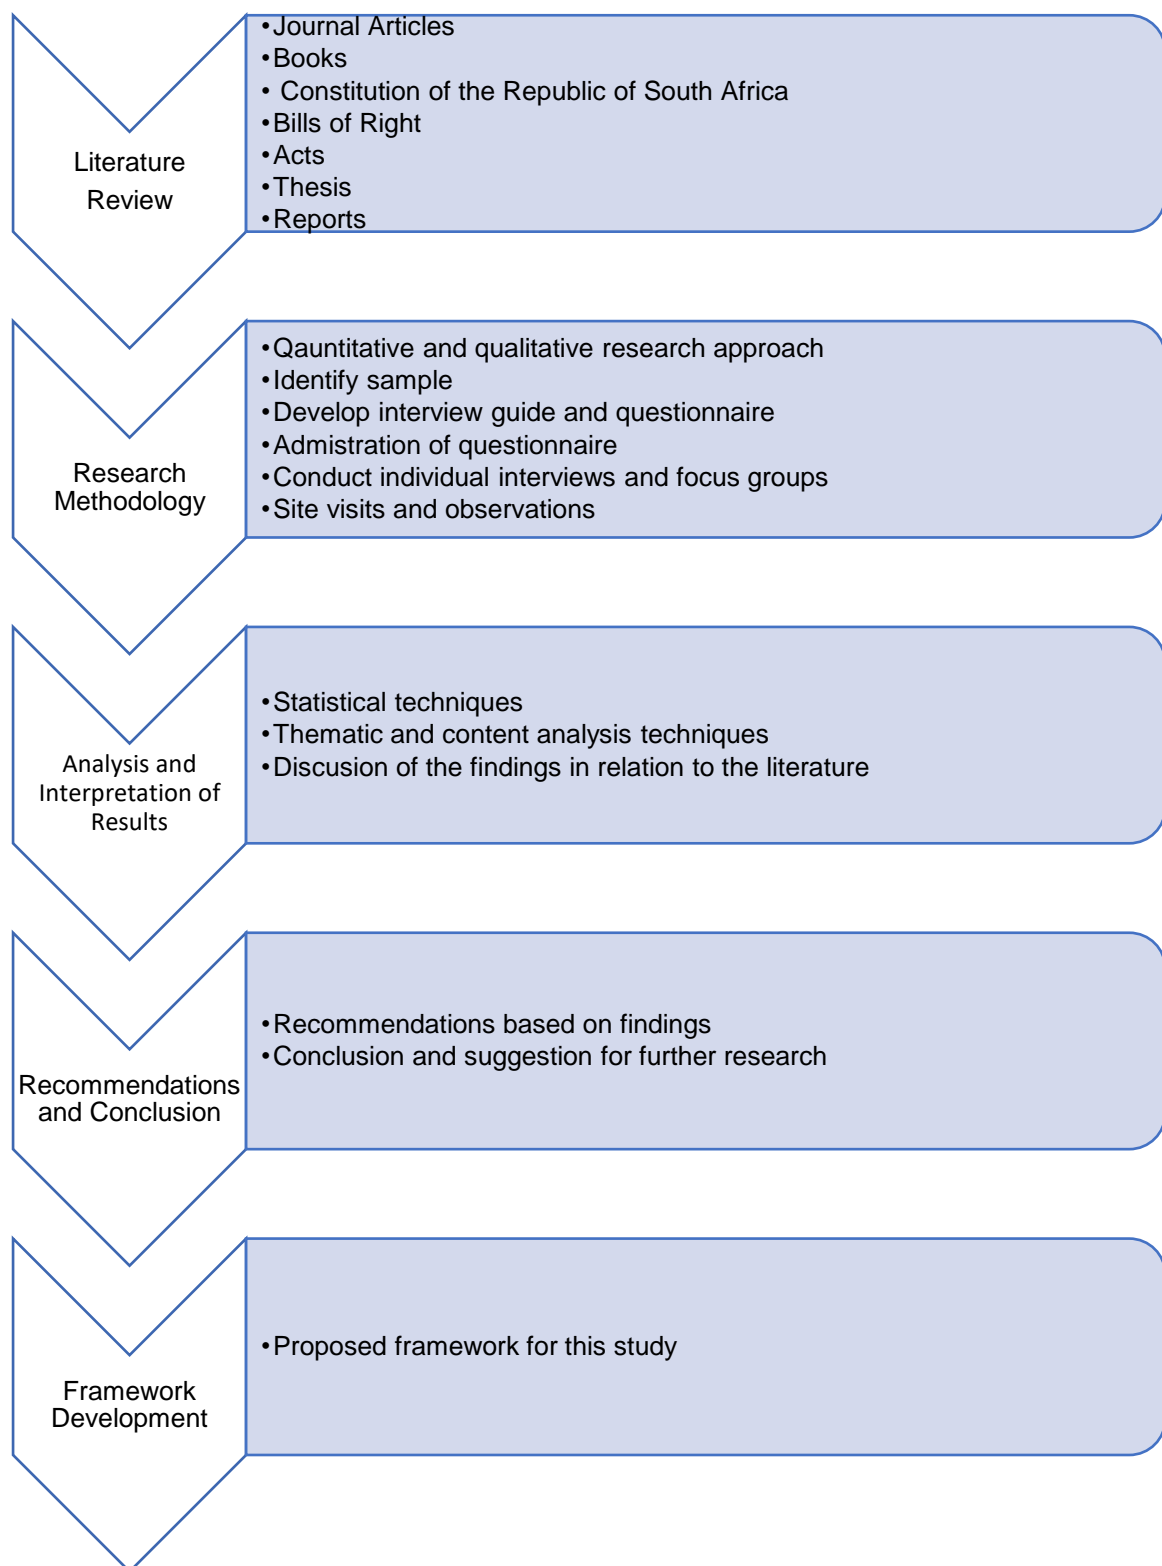 •Journal Articles
•Books
• Constitution of the Republic of South Africa
•Bills of Right
•Acts
•Thesis
•Reports
Literature
Review
•Qauntitative and qualitative research approach
•Identify sample
•Develop interview guide and questionnaire
•Admistration of questionnaire
•Conduct individual interviews and focus groups
•Site visits and observations
Research
Methodology
•Statistical techniques
•Thematic and content analysis techniques
•Discusion of the findings in relation to the literature
Analysis and
Interpretation of
Results
•Recommendations based on findings
•Conclusion and suggestion for further research
Recommendations
and Conclusion
•Proposed framework for this study
Framework
Development